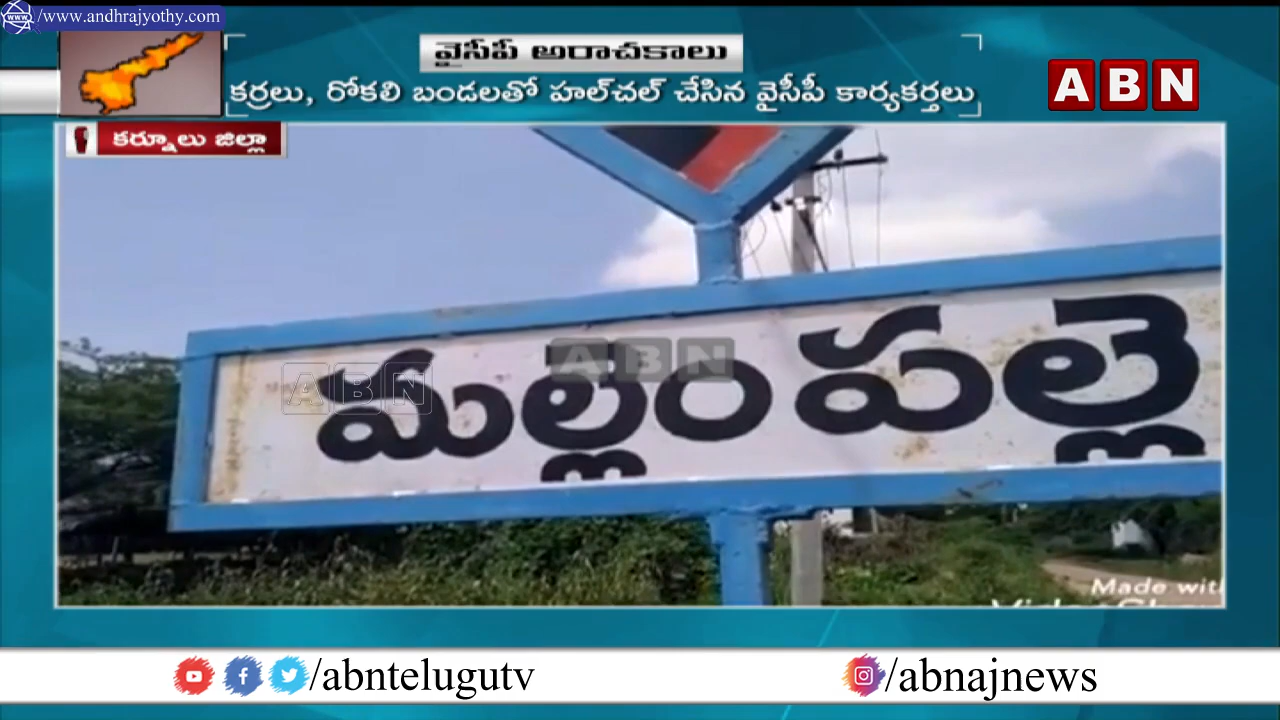 www://www.andhrajyothy.com
వైసీపీ అరాచకాలు
కర్రలు, రోకలి బండలతో హల్‌చల్ చేసిన వైసీపీ కార్యకర్తలు
ABN
కర్నూలు జిల్లా
ABN
ABN
మల్లెంపల్లె
Made with
/abntelugutv
/abnajnews